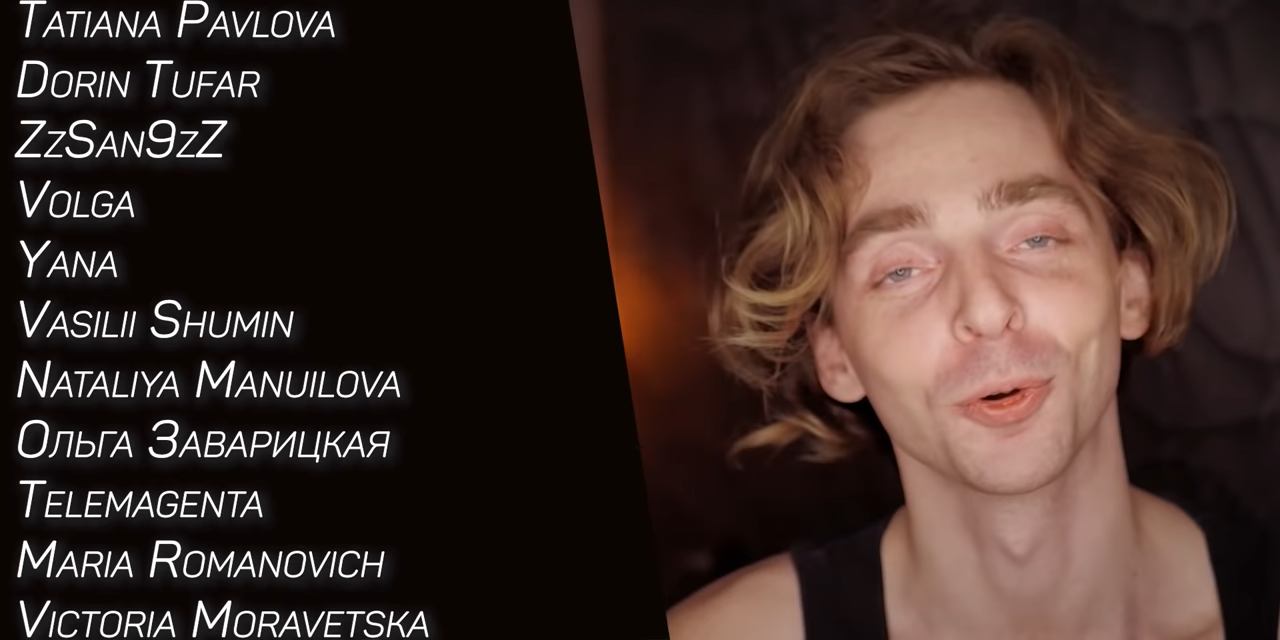 Tatiana Pavlova
Dorin Tufar
ZzSan9zZ
Volga
Yana
Vasilii Shumin
Nataliya Manuilova
Ольга Заварицкая
Telemagenta
Maria Romanovich
Victoria Moravetska